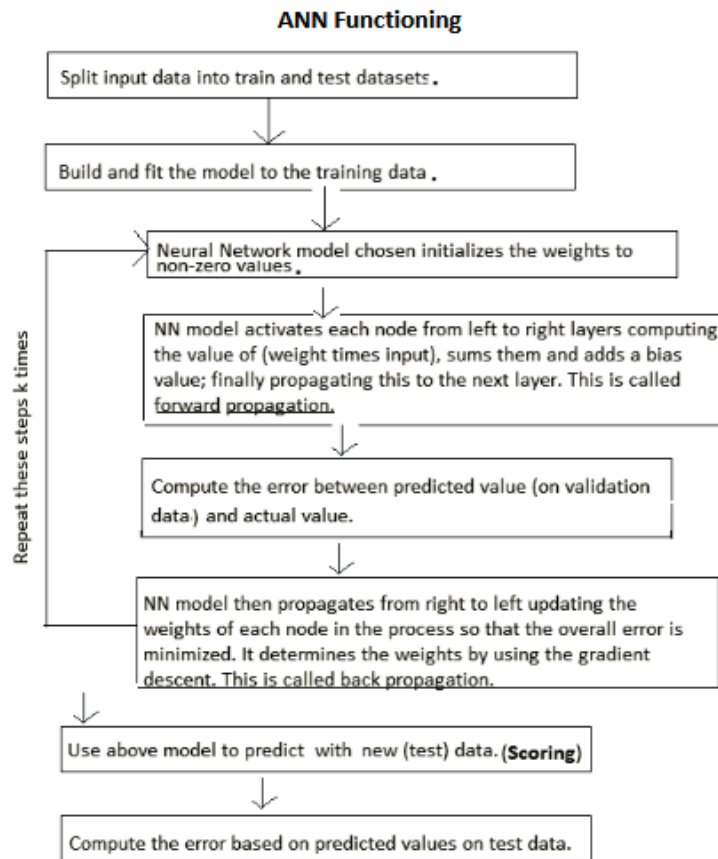 ANN Functioning
Split input data into train and test datasets.
Build and fit the model to the training data .
Neural Network model chosen initializes the weights to
non-zero values .
NN model activates each node from left to right layers computing
the value of (weight times input), sums them and adds a bias
value; finally propagating this to the next layer. This is called
forward propagation.
Compute the error between predicted value (on validation
data) and actual value.
NN model then propagates from right to left updating the
weights of each node in the process so that the overall error is
minimized. It determines the weights by using the gradient
descent. This is called back propagation.
Repeat these steps k times
Use above model to predict with new (test) data. (Scoring)
Compute the error based on predicted values on test data.